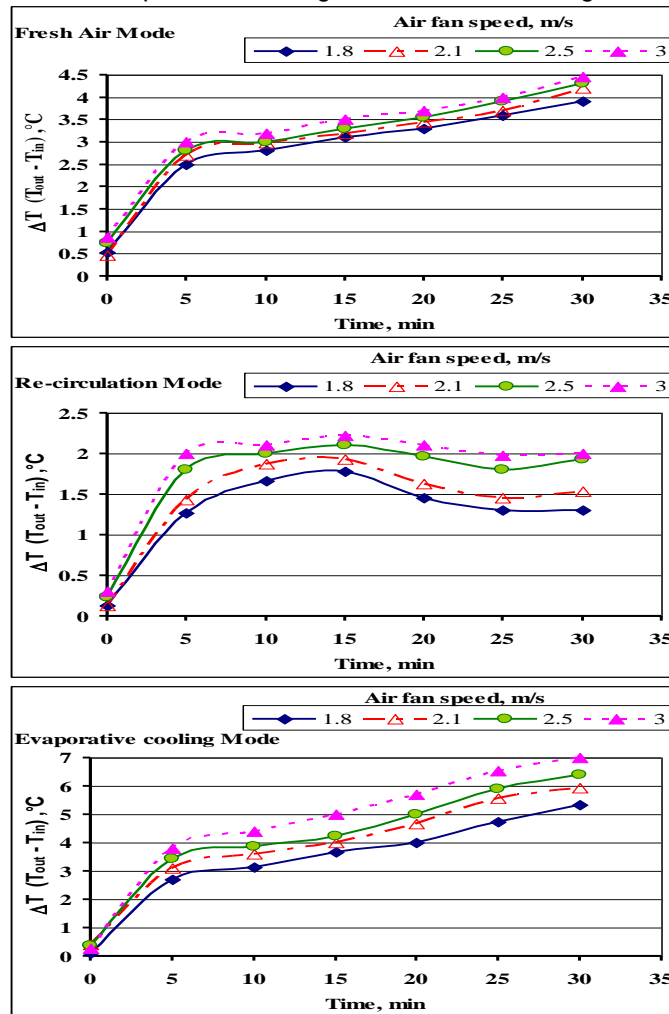 Air fan speed, m/s
Fresh Air Mode
1.8 2.1 2.5 3
4.5
4
3.5
3
2.5
2
1.5
1
0.5
0
ΔT (Tout - Tin) ,°C
0 5 10 15 20 25 30 35
Time, min
Air fan speed, m/s
Re-circulation Mode
1.8 2.1 2.5 3
2.5
2
1.5
1
0.5
0
ΔT (Tout - Tin) ,°C
0 5 10 15 20 25 30 35
Time, min
Air fan speed, m/s
1.8 2.1 2.5 3
Evaporative cooling Mode
7
6
5
4
3
2
1
0
ΔT (Tout - Tin) ,°C
0 5 10 15 20 25 30 35
Time, min